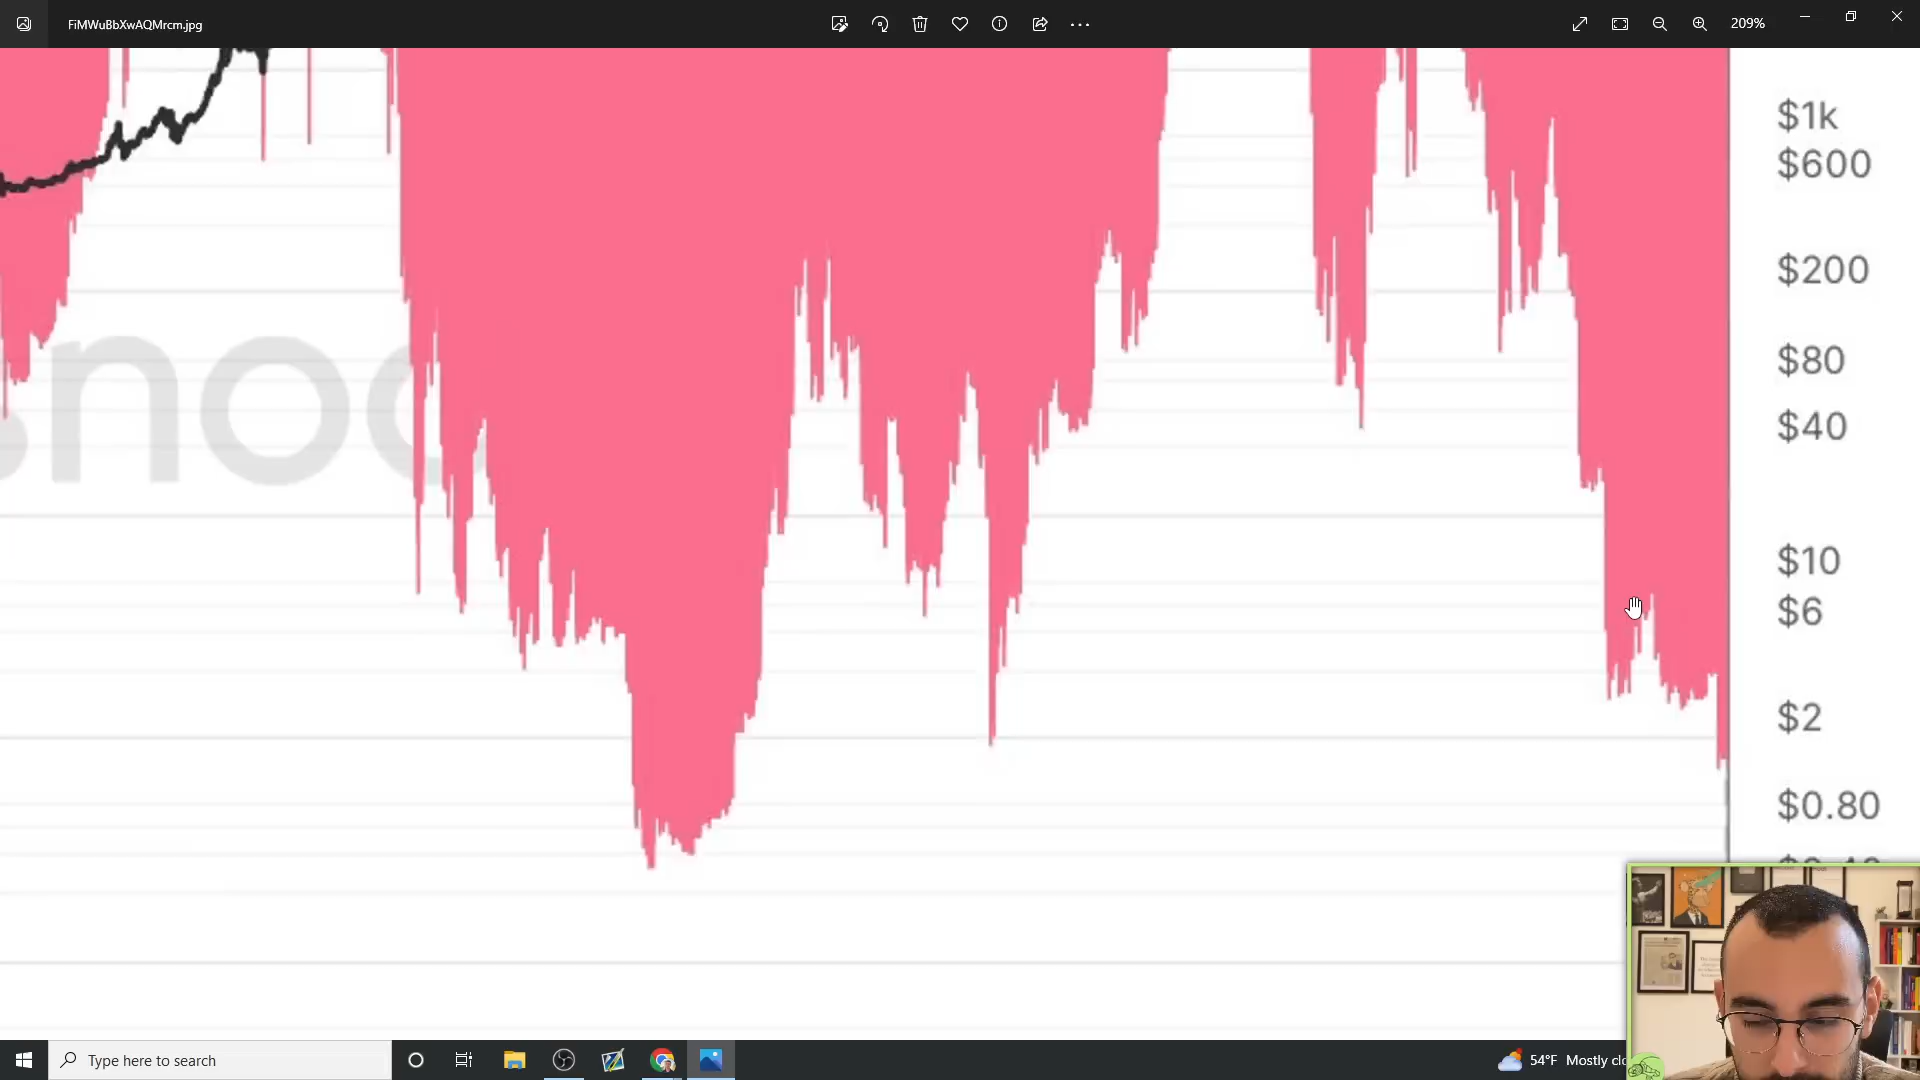 FiMWuBbXwAQMrcm.jpg
209%
$1k
$600
$200
$80
$40
$10
$6
$2
$0.80
Type here to search
54°F Mostly